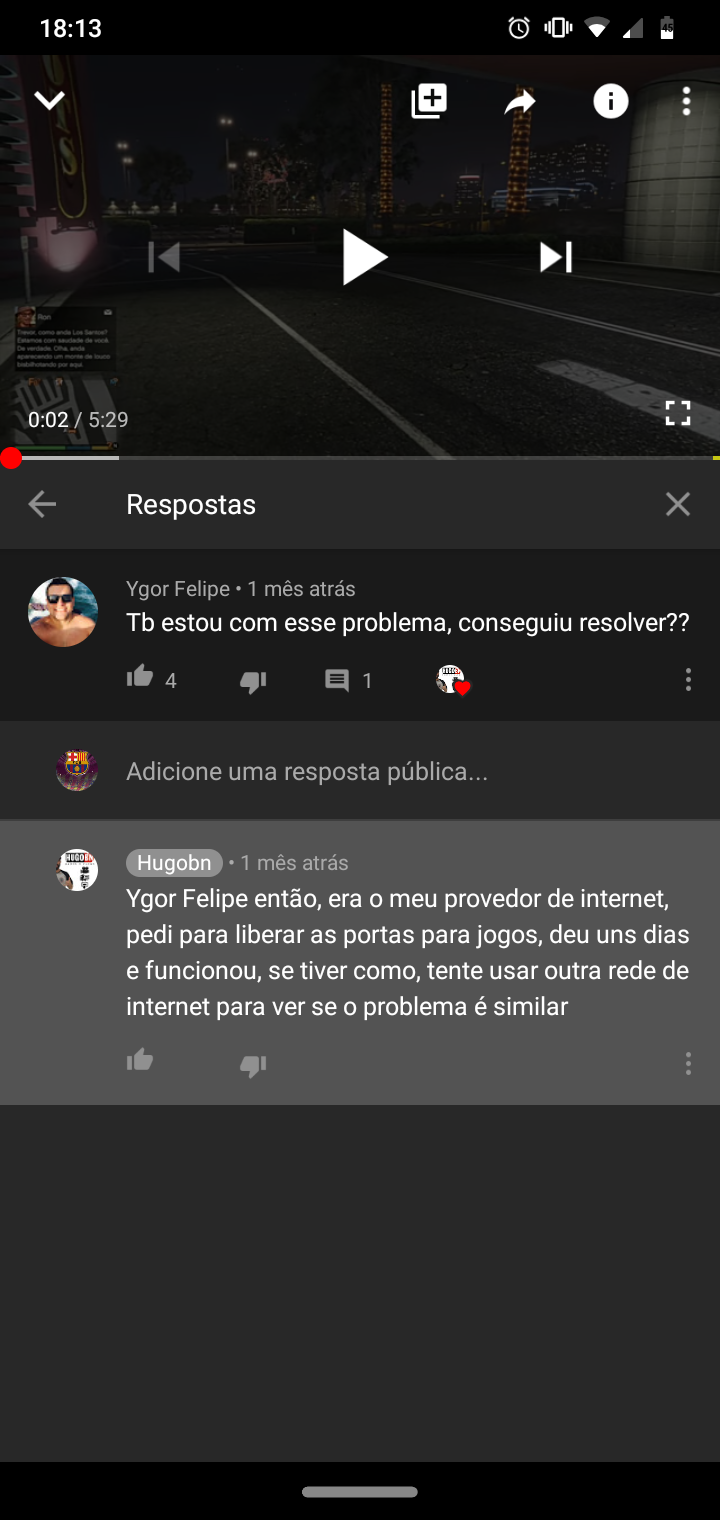 18:13
45
Ron
Trevor, como anda Los Santos?
Estamos com saudade de você.
De verdade. Olha, anda
aparecendo um monte de louco
bisbilhotando por aqui.
0:02 / 5:29
Respostas
Ygor Felipe • 1 mês atrás
Tb estou com esse problema, conseguiu resolver??
4
1
Adicione uma resposta pública...
HUGOBN
Hugobn • 1 mês atrás
Ygor Felipe então, era o meu provedor de internet,
pedi para liberar as portas para jogos, deu uns dias
e funcionou, se tiver como, tente usar outra rede de
internet para ver se o problema é similar